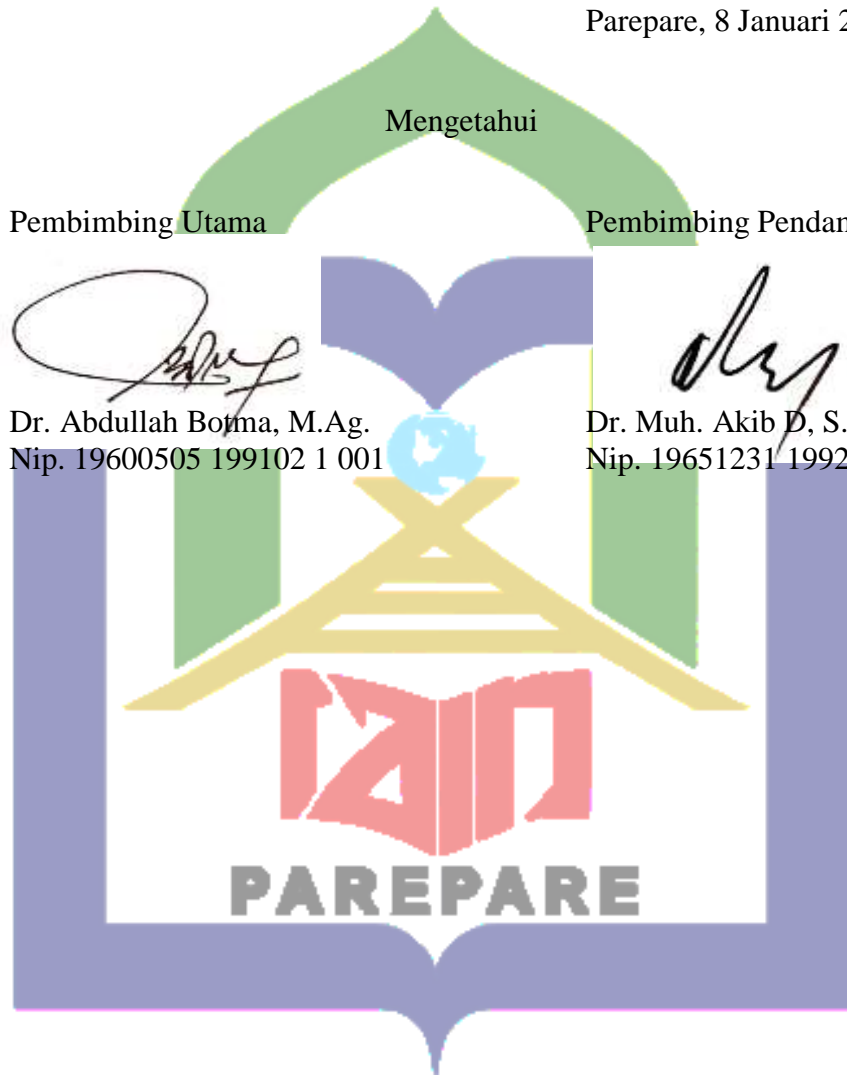 Parepare, 8 Januari 2
Mengetahui
Pembimbing Utama
Pembimbing Pendam
Dr. Abdullah Botma, M.Ag.
Nip. 19600505 199102 1 001
Dr. Muh. Akib D, S.
Nip. 19651231 1992
iain
PAREPARE